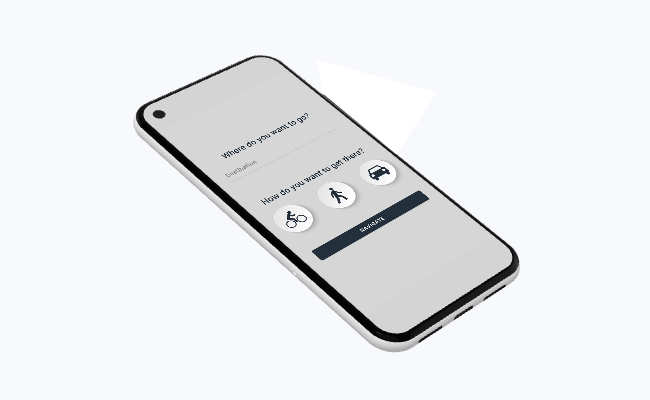 Where do you want to go?
Destination
How do you want to get there?
NAVIGATE